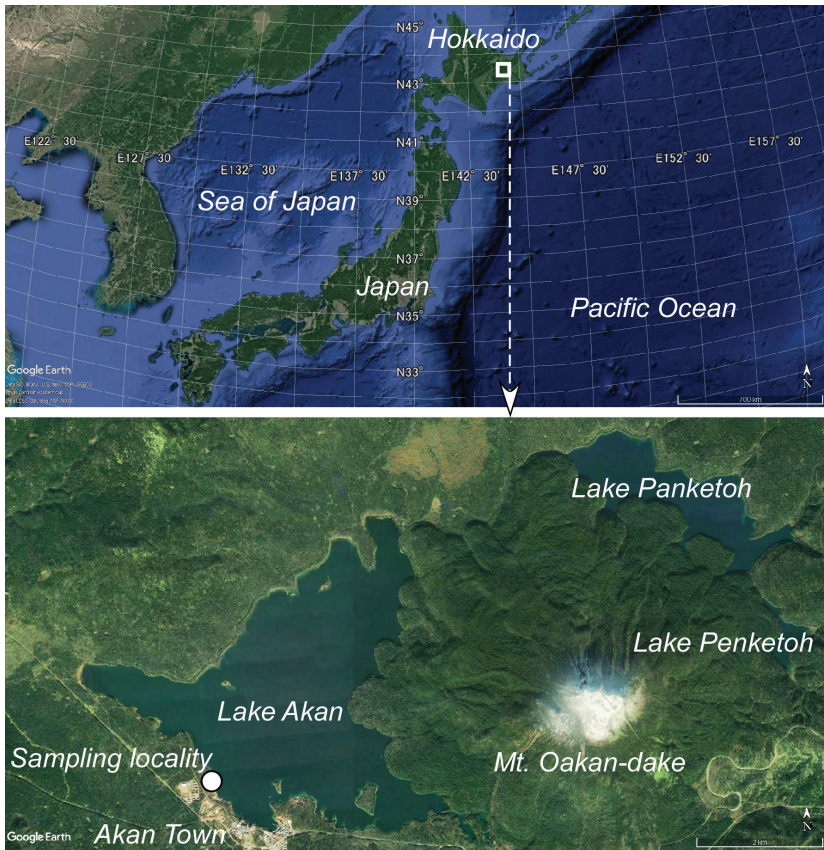 N45°
Hokkaido
N43°
E122° 30'
E127° 30'
N41°
E132° 30'
E137° 30'
E142° 30'
E147° 30'
E152° 30'
E157° 30'
Sea of Japan
N39°
N37°
Japan
Pacific Ocean
N35°
N33°
Google Earth
N
700 km
Lake Panketoh
Lake Penketoh
Lake Akan
Sampling locality
Mt. Oakan-dake
Akan Town
Google Earth
N
2 km